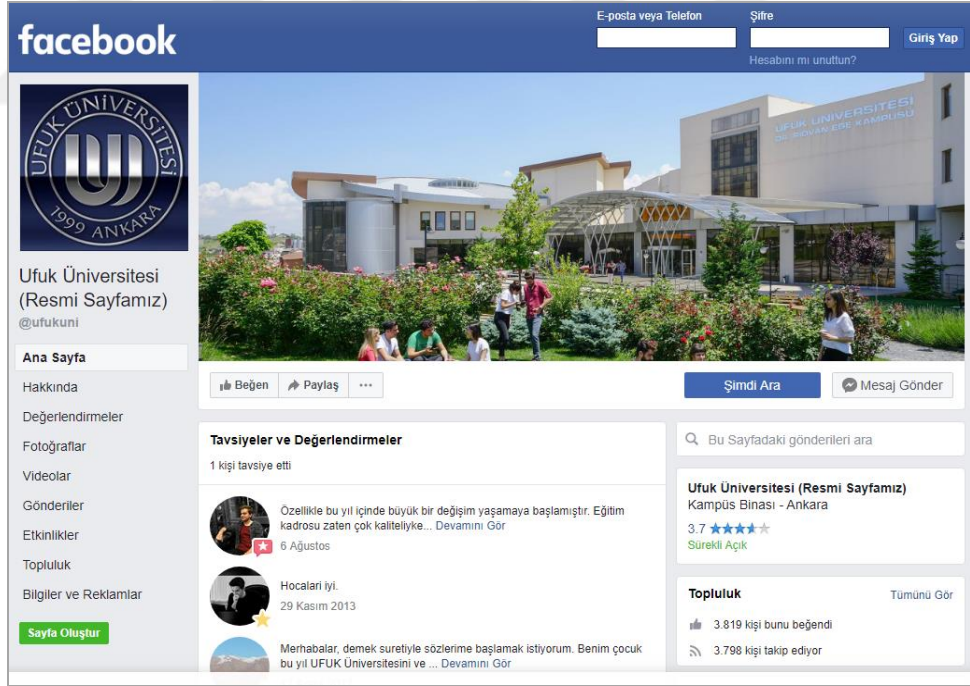 facebook
E-posta veya Telefon
Şifre
Giriş Yap
Hesabını mı unuttun?
UFUK ÜNİVERSİTESİ
1999 ANKARA
UFUK ÜNİVERSİTESİ
DR. RIDVAN EGE KAMPUSÜ
Ufuk Üniversitesi
(Resmi Sayfamız)
@ufukuni
Ana Sayfa
Hakkında
Değerlendirmeler
Fotoğraflar
Videolar
Gönderiler
Etkinlikler
Topluluk
Bilgiler ve Reklamlar
Sayfa Oluştur
Beğen
Paylaş
...
Şimdi Ara
Mesaj Gönder
Tavsiyeler ve Değerlendirmeler
1 kişi tavsiye etti
Özellikle bu yıl içinde büyük bir değişim yaşamaya başlamıştır. Eğitim
kadrosu zaten çok kaliteliyke... Devamını Gör
6 Ağustos
Hocalari iyi.
29 Kasım 2013
Merhabalar, demek suretiyle sözlerime başlamak istiyorum. Benim çocuk
bu yıl UFUK Üniversitesini ve ... Devamını Gör
Bu Sayfadaki gönderileri ara
Ufuk Üniversitesi (Resmi Sayfamız)
Kampüs Binası - Ankara
3.7
Sürekli Açık
Topluluk
Tümünü Gör
3.819 kişi bunu beğendi
3.798 kişi takip ediyor